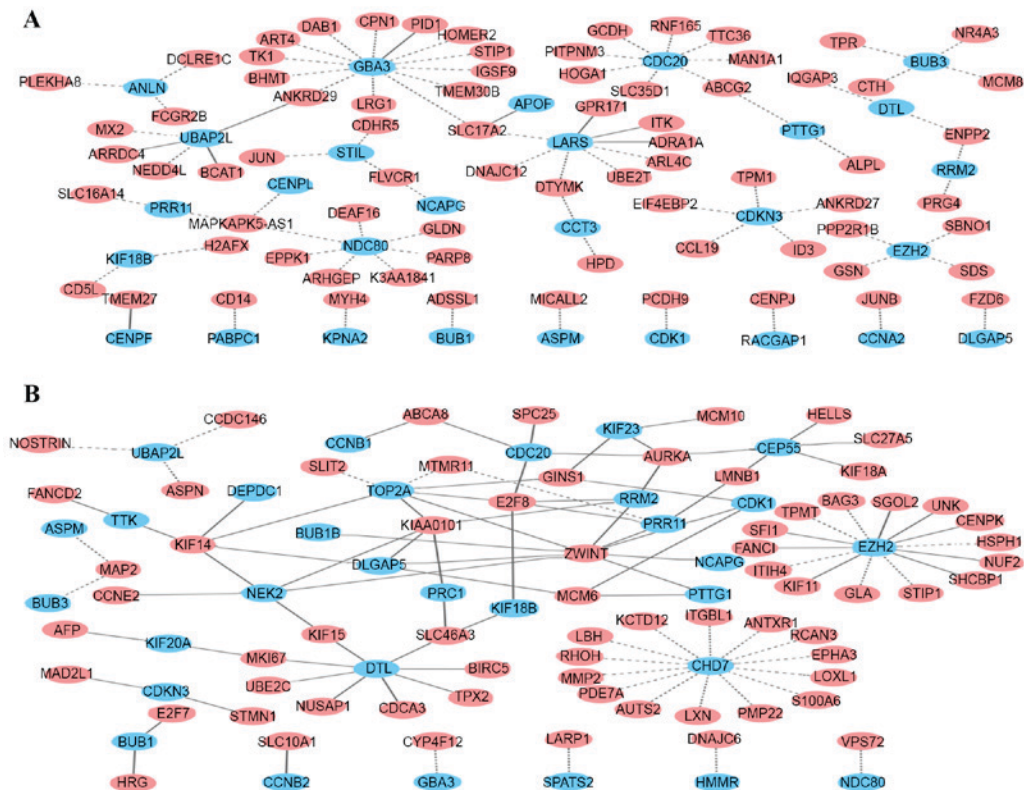 A
DAB1
CPN1
PID1
ART4
HOMER2
TK1
GBA3
STIP1
BHMT
IGSF9
ANKRD29
TMEM30B
LRG1
DCLRE1C
PLEKHA8
ANLN
FCGR2B
MX2
UBAP2L
ARRDC4
NEDD4L
BCAT1
CDHR5
JUN
STIL
FLVCR1
NCAPG
APOF
SLC17A2
GPR171
ITK
LARS
ADRA1A
ARL4C
DNAJC12
UBE2T
DTYMK
CCT3
HPD
GCDH
RNF165
TTC36
PITPNM3
CDC20
MAN1A1
HOGA1
SLC35D1
ABCG2
PTTG1
ALPL
TPR
NR4A3
BUB3
IQGAP3
CTH
MCM8
DTL
ENPP2
RRM2
PRG4
SLC16A14
CENPL
PRR11
MAPKAPK5-AS1
H2AFX
KIF18B
CD5L
DEAF16
GLDN
NDC80
EPPK1
PARP8
ARHGEP
K3AA1841
TPM1
EIF4EBP2
ANKRD27
CDKN3
CCL19
ID3
PPP2R1B
SBNO1
EZH2
GSN
SDS
TMEM27
CD14
MYH4
ADSSL1
MICALL2
PCDH9
CENPJ
JUNB
FZD6
CENPF
PABPC1
KPNA2
BUB1
ASPM
CDK1
RACGAP1
CCNA2
DLGAP5
B
CCDC146
NOSTRIN
UBAP2L
ASPN
ABCA8
SPC25
CCNB1
CDC20
KIF23
MCM10
HELLS
CEP55
SLC27A5
KIF18A
SLIT2
MTMR11
AURKA
GINS1
LMNB1
FANCD2
DEPDC1
TOP2A
E2F8
RRM2
CDK1
TTK
ASPM
KIF14
BUB1B
KIAA0101
PRR11
ZWINT
DLGAP5
NCAPG
MAP2
BUB3
CCNE2
NEK2
PRC1
KIF18B
MCM6
PTTG1
BAG3
SGOL2
UNK
TPMT
CENPK
SFI1
HSPH1
FANCI
EZH2
NUF2
ITIH4
KIF11
SHCBP1
GLA
STIP1
AFP
KIF15
SLC46A3
KIF20A
MKI67
DTL
BIRC5
MAD2L1
UBE2C
TPX2
CDKN3
NUSAP1
CDCA3
STMN1
ITGBL1
KCTD12
ANTXR1
LBH
RCAN3
RHOH
CHD7
EPHA3
MMP2
LOXL1
PDE7A
S100A6
AUTS2
LXN
PMP22
E2F7
BUB1
HRG
SLC10A1
CYP4F12
LARP1
DNAJC6
VPS72
CCNB2
GBA3
SPATS2
HMMR
NDC80